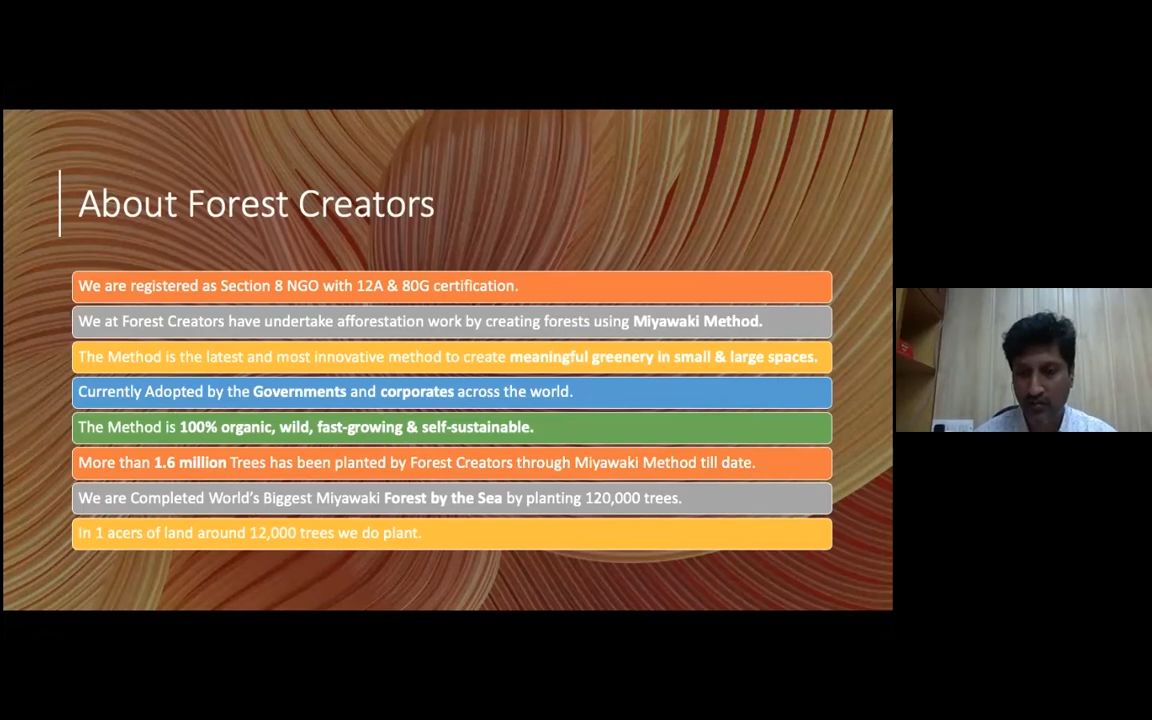 About Forest Creators
We are registered as Section 8 NGO with 12A & 80G certification.
We at Forest Creators have undertake afforestation work by creating forests using Miyawaki Method.
The Method is the latest and most innovative method to create meaningful greenery in small & large spaces.
Currently Adopted by the Governments and corporates across the world.
The Method is 100% organic, wild, fast-growing & self-sustainable.
More than 1.6 million Trees has been planted by Forest Creators through Miyawaki Method till date.
We are Completed World's Biggest Miyawaki Forest by the Sea by planting 120,000 trees.
In 1 acers of land around 12,000 trees we do plant.